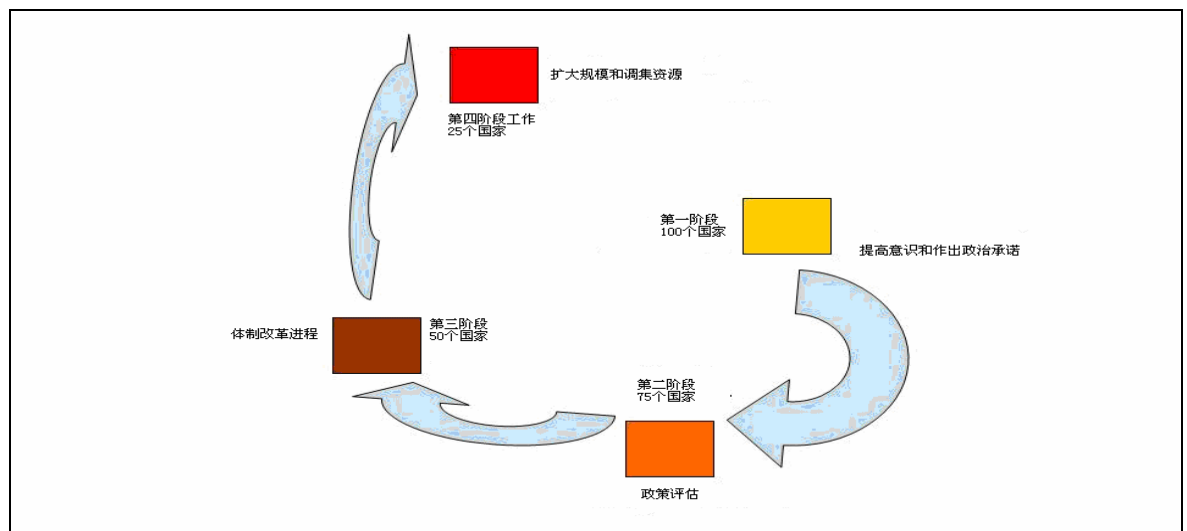 扩大规模和调集资源
第四阶段工作
25个国家
第一阶段
100个国家
提高意识和作出政治承诺
体制改革进程
第三阶段
50个国家
第二阶段
75个国家
政策评估